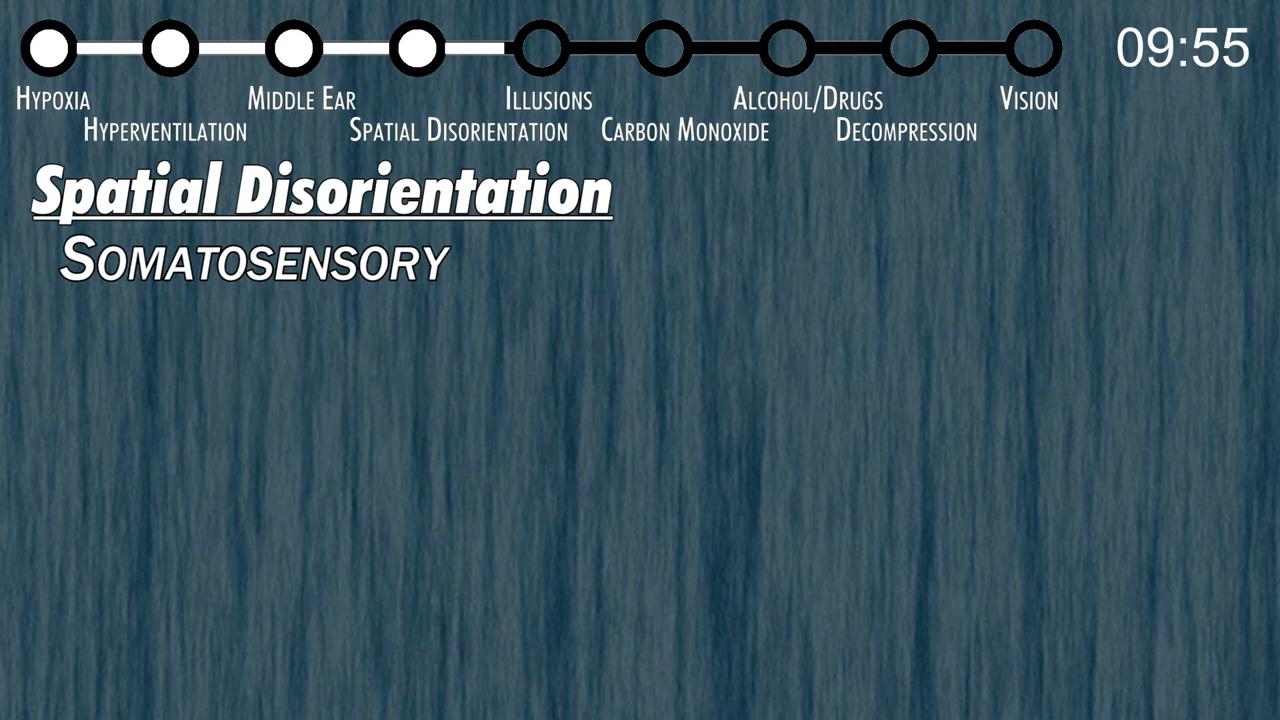 09:55
Hypoxia Middle Ear Illusions Alcohol/Drugs Vision
Hyperventilation Spatial Disorientation Carbon Monoxide Decompression
Spatial Disorientation
Somatosensory